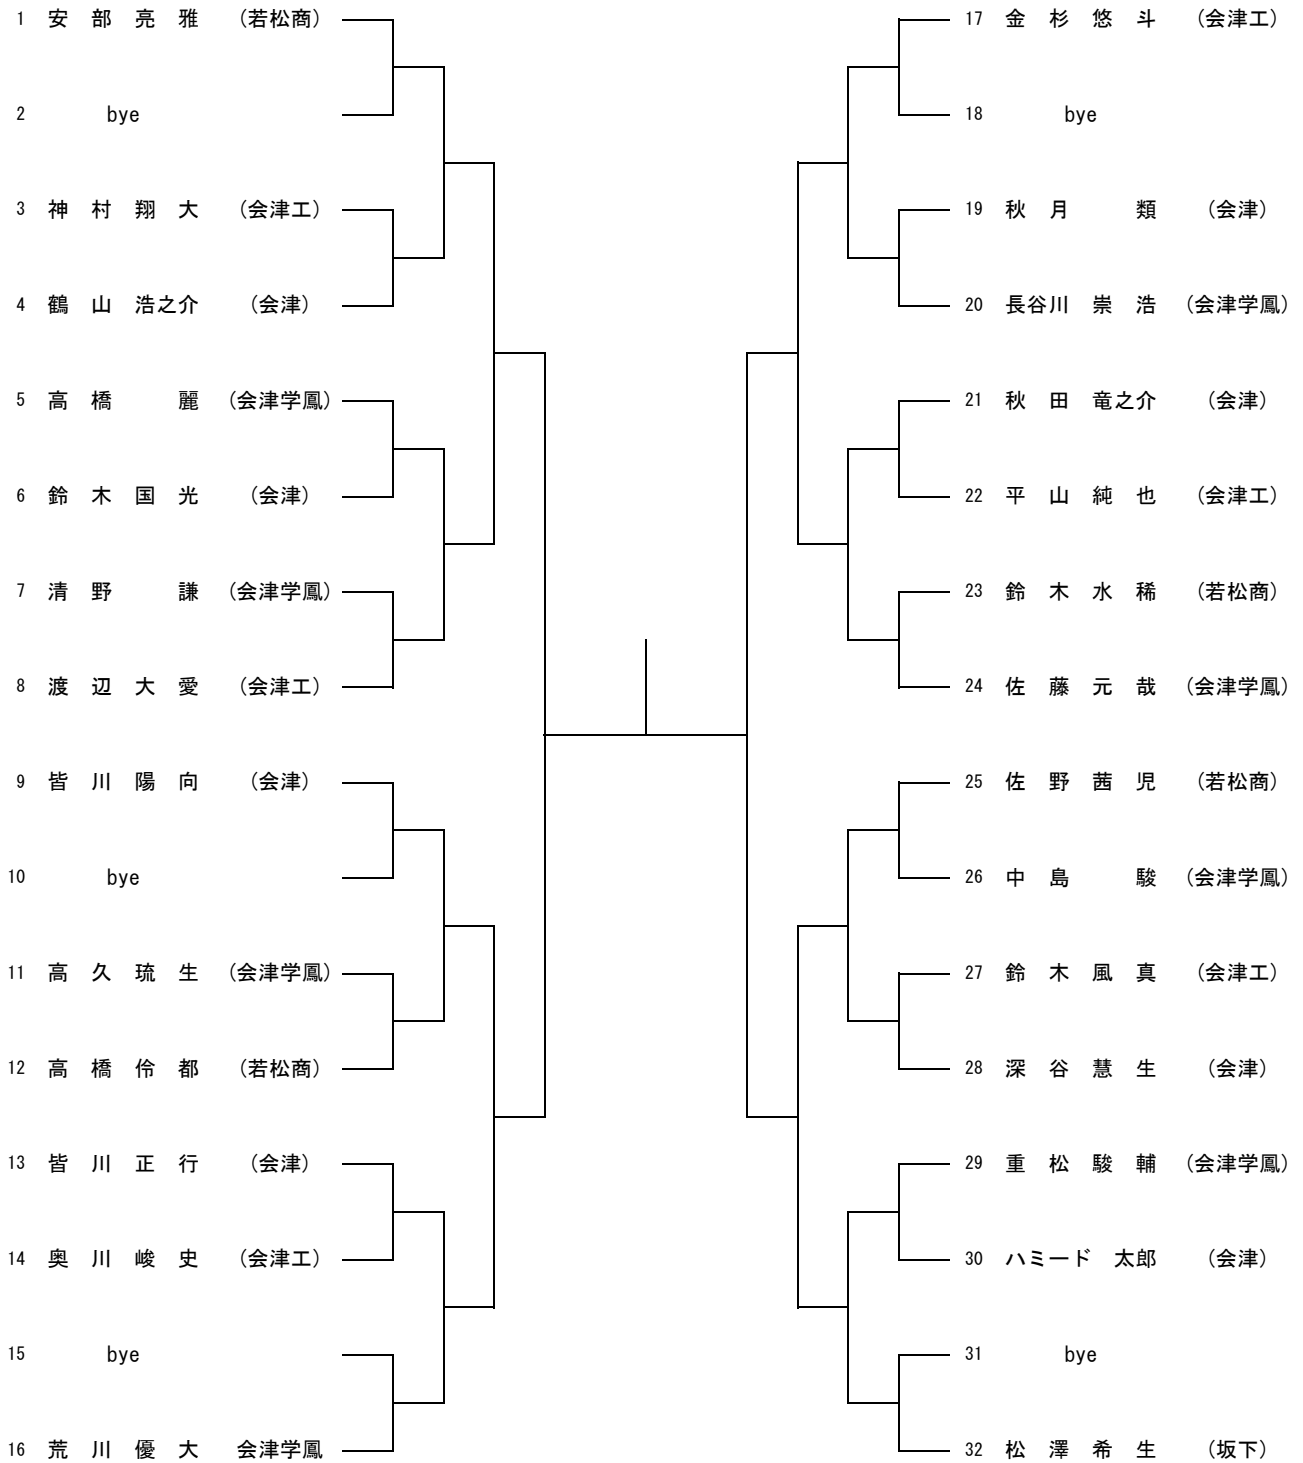 1 安 部 亮 雅 (若松商)
2 bye
3 神 村 翔 大 (会津工)
4 鶴 山 浩之介 (会津)
5 高 橋 麗 (会津学鳳)
6 鈴 木 国 光 (会津)
7 清 野 謙 (会津学鳳)
8 渡 辺 大 愛 (会津工)
9 皆 川 陽 向 (会津)
10 bye
11 高 久 琉 生 (会津学鳳)
12 高 橋 伶 都 (若松商)
13 皆 川 正 行 (会津)
14 奥 川 峻 史 (会津工)
15 bye
16 荒 川 優 大 会津学鳳
17 金 杉 悠 斗 (会津工)
18 bye
19 秋 月 類 (会津)
20 長谷川 崇 浩 (会津学鳳)
21 秋 田 竜之介 (会津)
22 平 山 純 也 (会津工)
23 鈴 木 水 稀 (若松商)
24 佐 藤 元 哉 (会津学鳳)
25 佐 野 茜 児 (若松商)
26 中 島 駿 (会津学鳳)
27 鈴 木 風 真 (会津工)
28 深 谷 慧 生 (会津)
29 重 松 駿 輔 (会津学鳳)
30 ハミード 太郎 (会津)
31 bye
32 松 澤 希 生 (坂下)